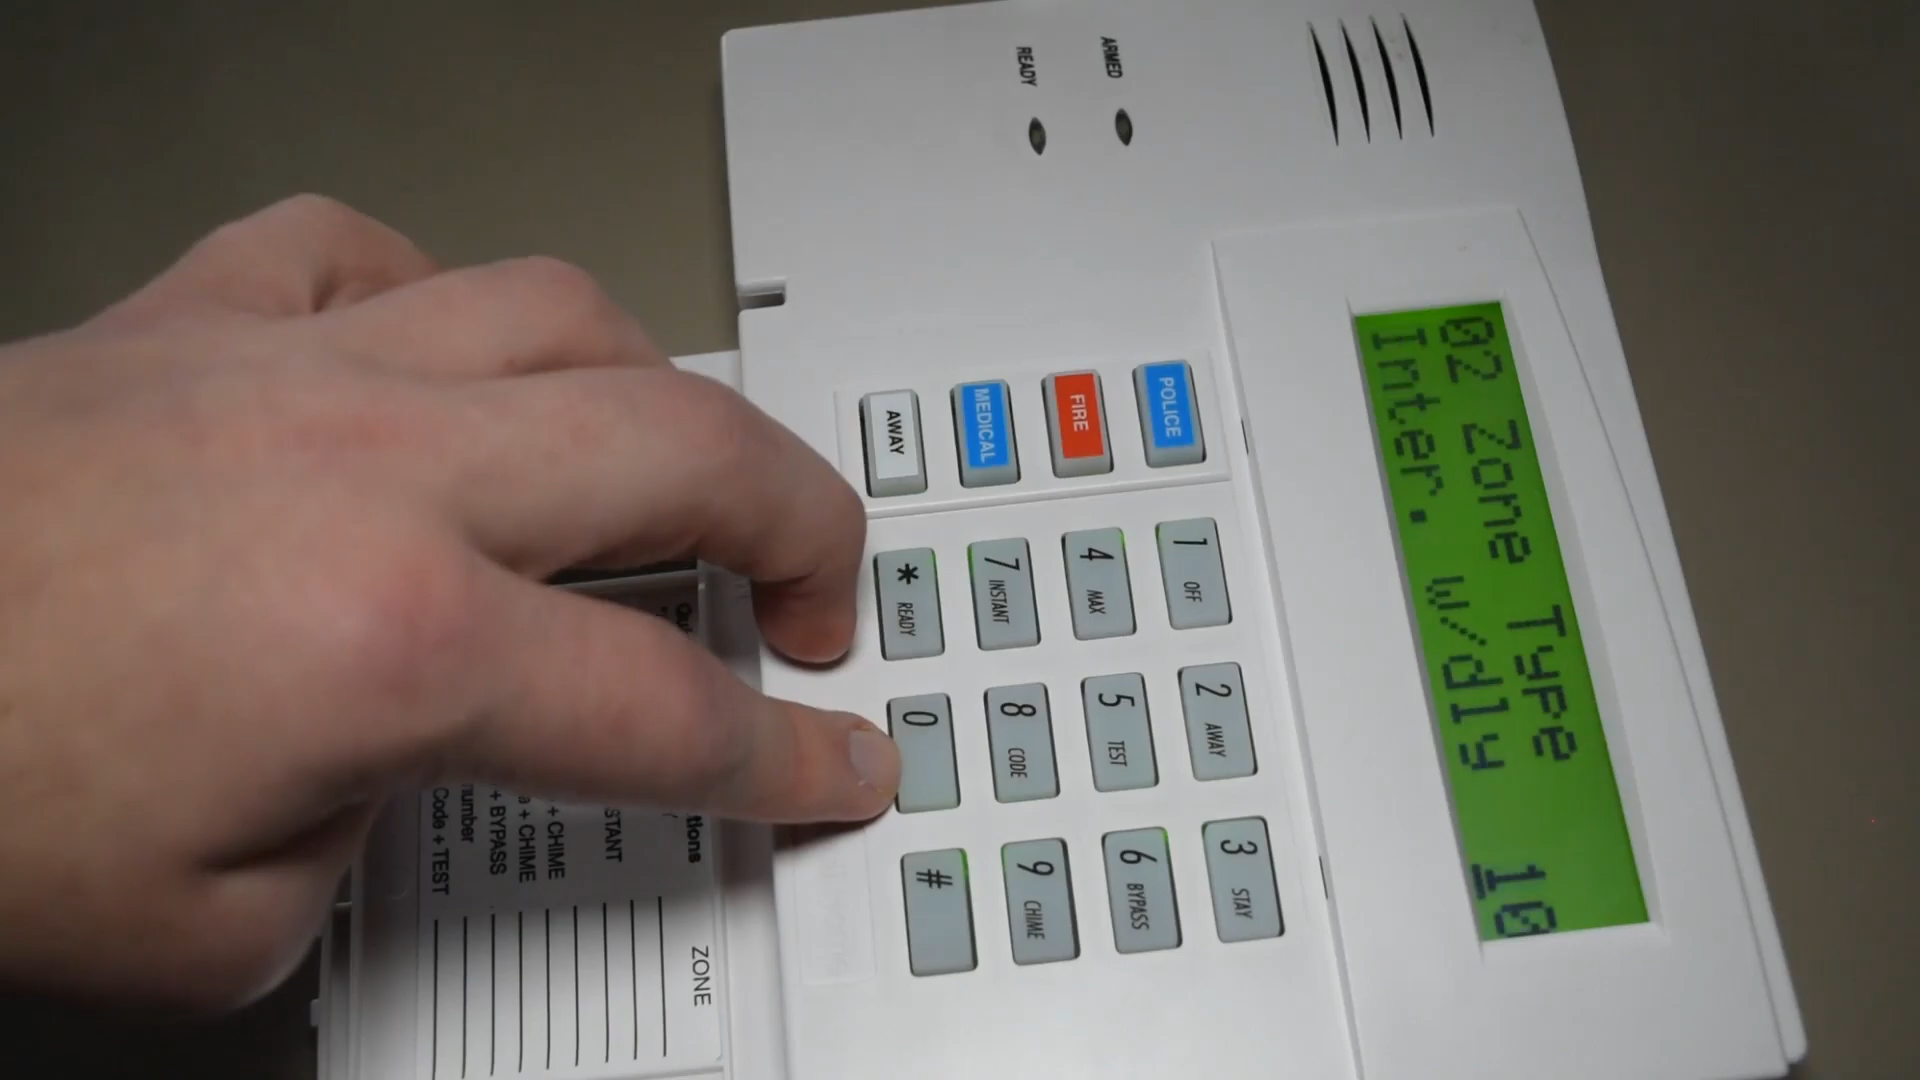 ARMED
READY
02 Zone Type
Inter. W/dly 10
POLICE
FIRE
MEDICAL
AWAY
1 OFF
2 AWAY
3 STAY
4 MAX
5 TEST
6 BYPASS
7 INSTANT
8 CODE
9 CHIME
* READY
0
#
ZONE
tions
STANT
+ CHIME
+ CHIME
+ BYPASS
number
Code + TEST